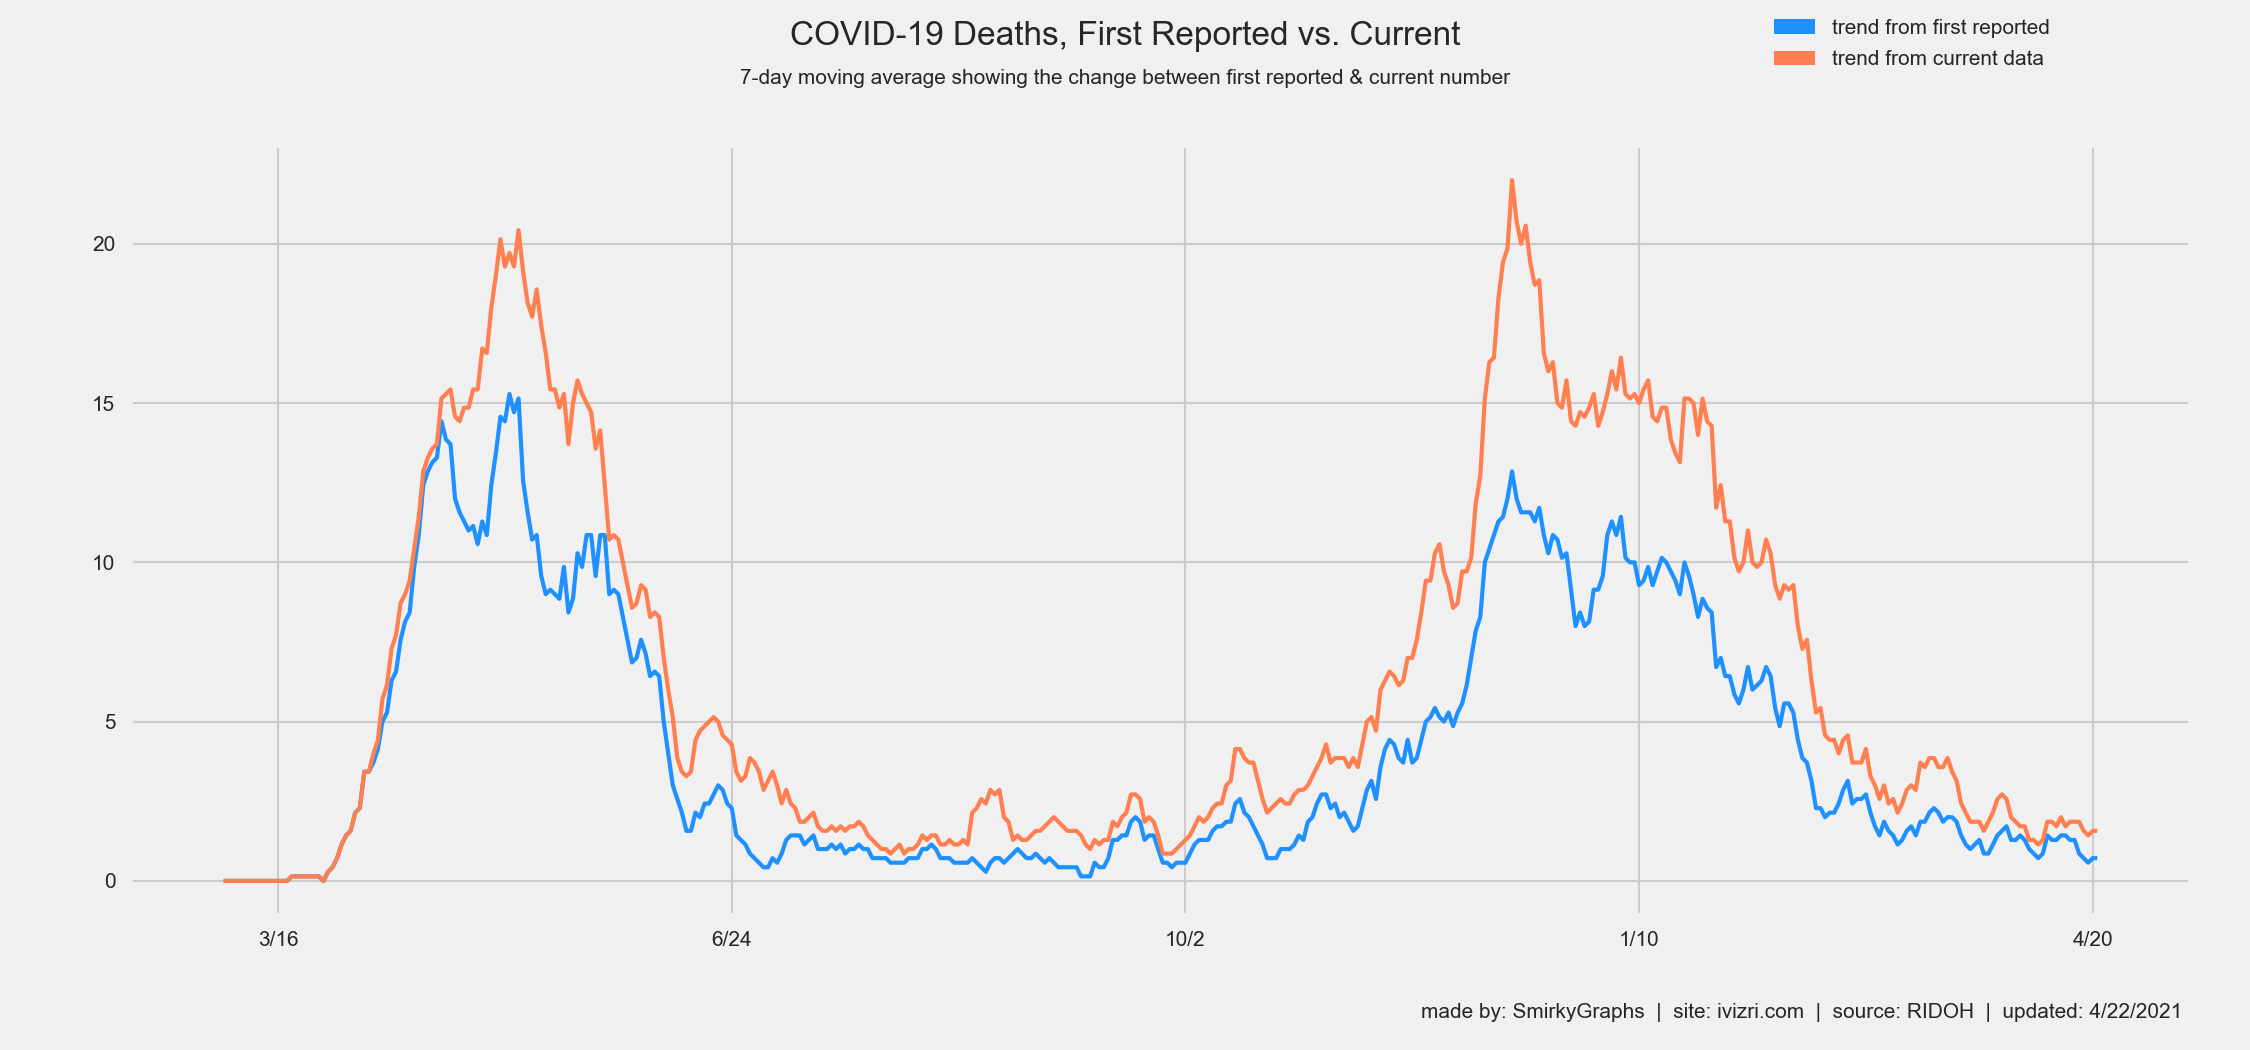 COVID-19 Deaths, First Reported vs. Current
7-day moving average showing the change between first reported & current number
trend from first reported
trend from current data
20
15
10
5
0
3/16 6/24 10/2 1/10 4/20
made by: SmirkyGraphs | site: ivizri.com | source: RIDOH | updated: 4/22/2021